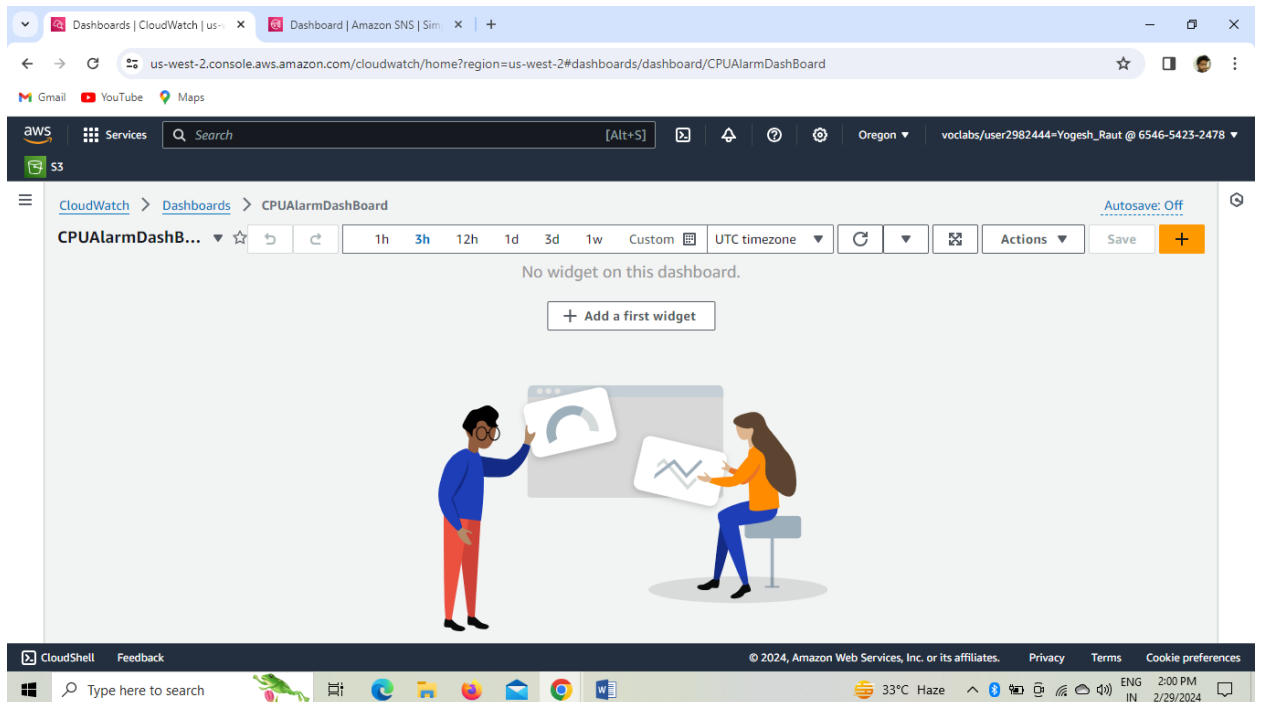 Dashboards | CloudWatch | us-
Dashboard | Amazon SNS | Sim
us-west-2.console.aws.amazon.com/cloudwatch/home?region=us-west-2#dashboards/dashboard/CPUAlarmDashBoard
Gmail YouTube Maps
aws Services Search [Alt+S] Oregon voclabs/user2982444=Yogesh_Raut @ 6546-5423-2478
S3
CloudWatch Dashboards CPUAlarmDashBoard Autosave: Off
CPUAlarmDashB... 1h 3h 12h 1d 3d 1w Custom UTC timezone Actions Save
No widget on this dashboard.
Add a first widget
CloudShell Feedback © 2024, Amazon Web Services, Inc. or its affiliates. Privacy Terms Cookie preferences
Type here to search 33°C Haze ENG 2:00 PM
IN 2/29/2024